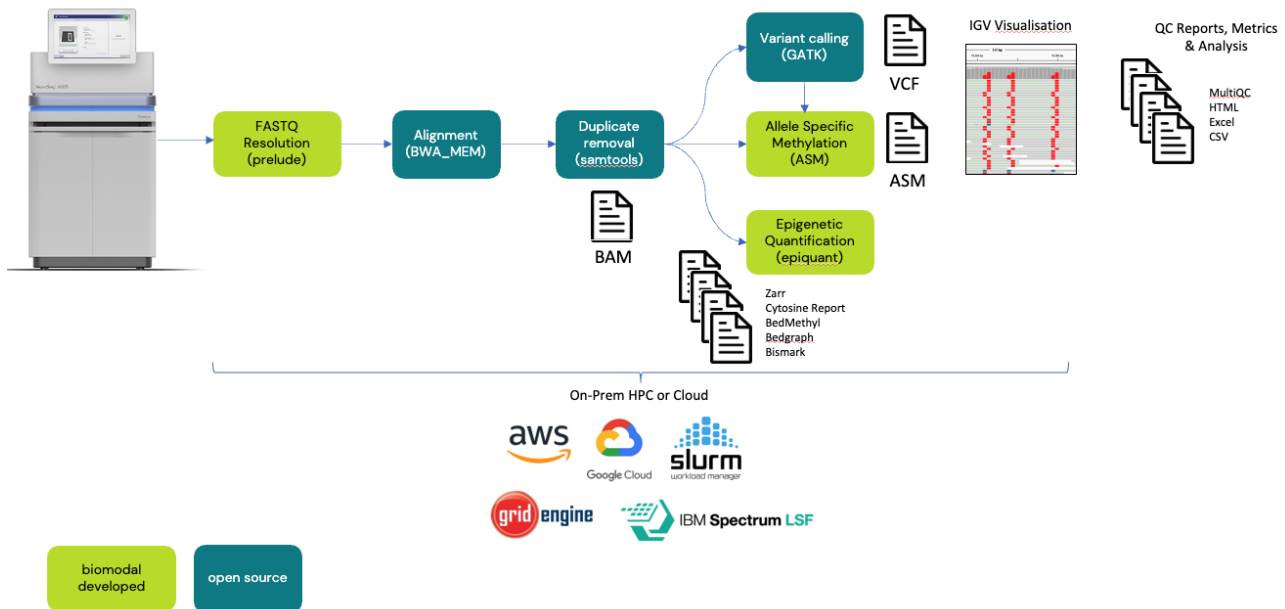 Variant calling
(GATK)
VCF
IGV Visualisation
QC Reports, Metrics
& Analysis
MultiQC
HTML
Excel
CSV
FASTQ
Resolution
(prelude)
Alignment
(BWA_MEM)
Duplicate
removal
(samtools)
BAM
Allele Specific
Methylation
(ASM)
ASM
Epigenetic
Quantification
(epiquant)
Zarr
Cytosine Report
BedMethyl
Bedgraph
Bismark
On-Prem HPC or Cloud
aws
Google Cloud
slurm
workload manager
grid engine
IBM Spectrum LSF
biomodal
developed
open source